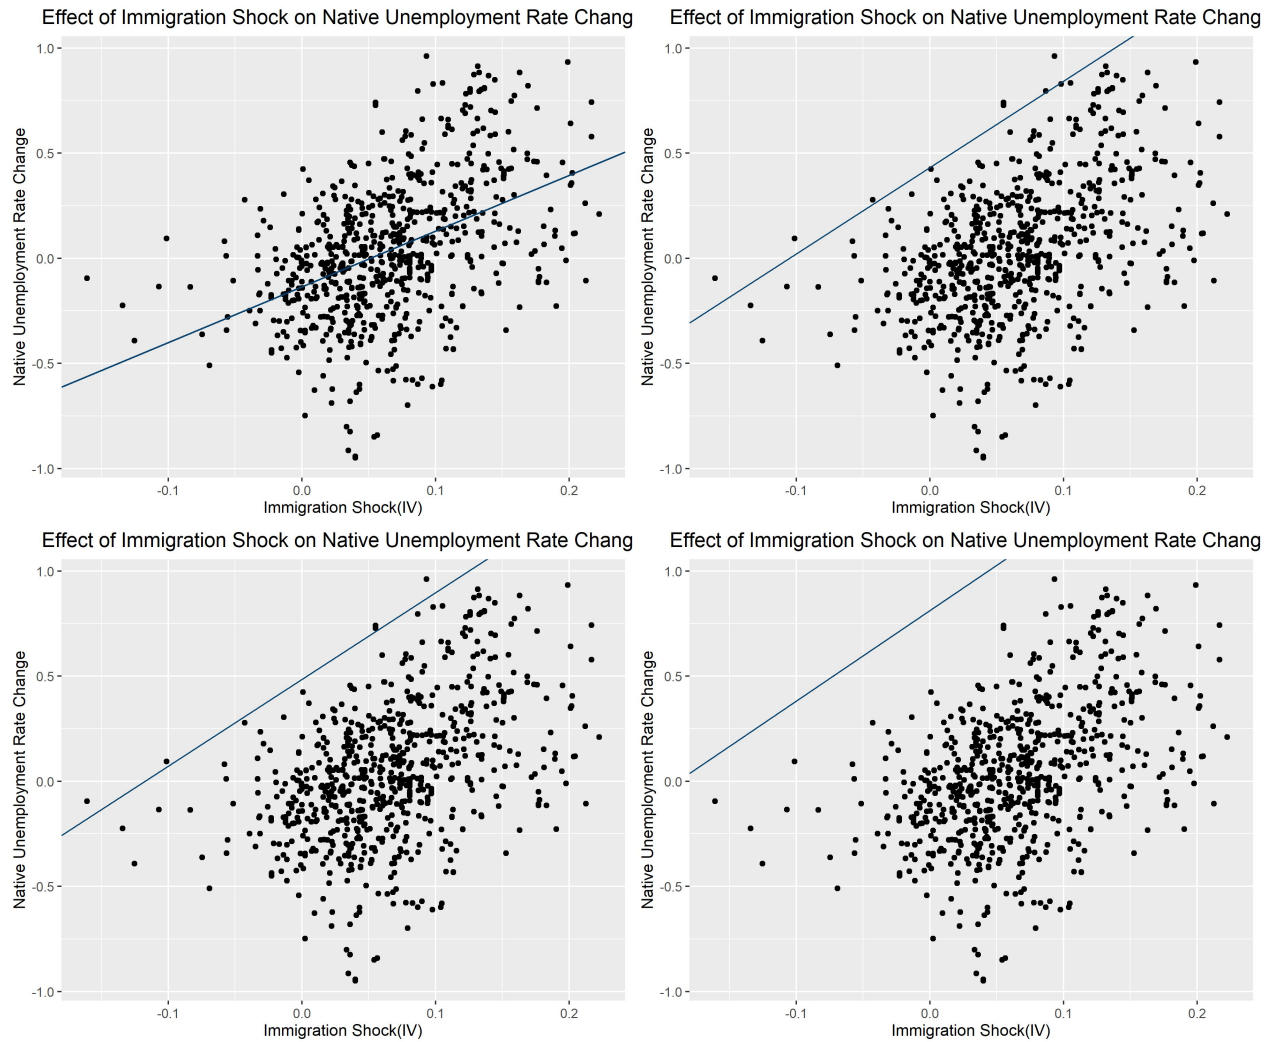 Effect of Immigration Shock on Native Unemployment Rate Chang
1.0
0.5
0.0
-0.5
-1.0
Native Unemployment Rate Change
-0.1 0.0 0.1 0.2
Immigration Shock(IV)
Effect of Immigration Shock on Native Unemployment Rate Chang
1.0
0.5
0.0
-0.5
-1.0
Native Unemployment Rate Change
-0.1 0.0 0.1 0.2
Immigration Shock(IV)
Effect of Immigration Shock on Native Unemployment Rate Chang
1.0
0.5
0.0
-0.5
-1.0
Native Unemployment Rate Change
-0.1 0.0 0.1 0.2
Immigration Shock(IV)
Effect of Immigration Shock on Native Unemployment Rate Chang
1.0
0.5
0.0
-0.5
-1.0
Native Unemployment Rate Change
-0.1 0.0 0.1 0.2
Immigration Shock(IV)